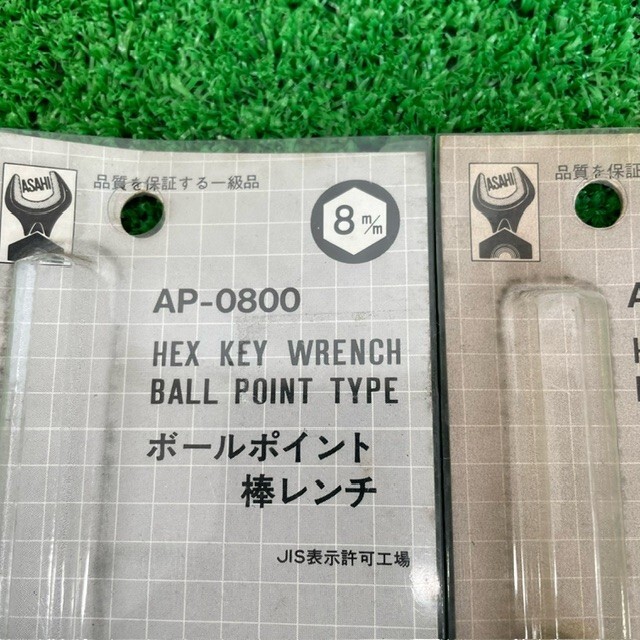 ASAHI
品質を保証する一級品
8 m/m
AP-0800
HEX KEY WRENCH
BALL POINT TYPE
ボールポイント
棒レンチ
JIS表示許可工場
ASAHI
品質を保証